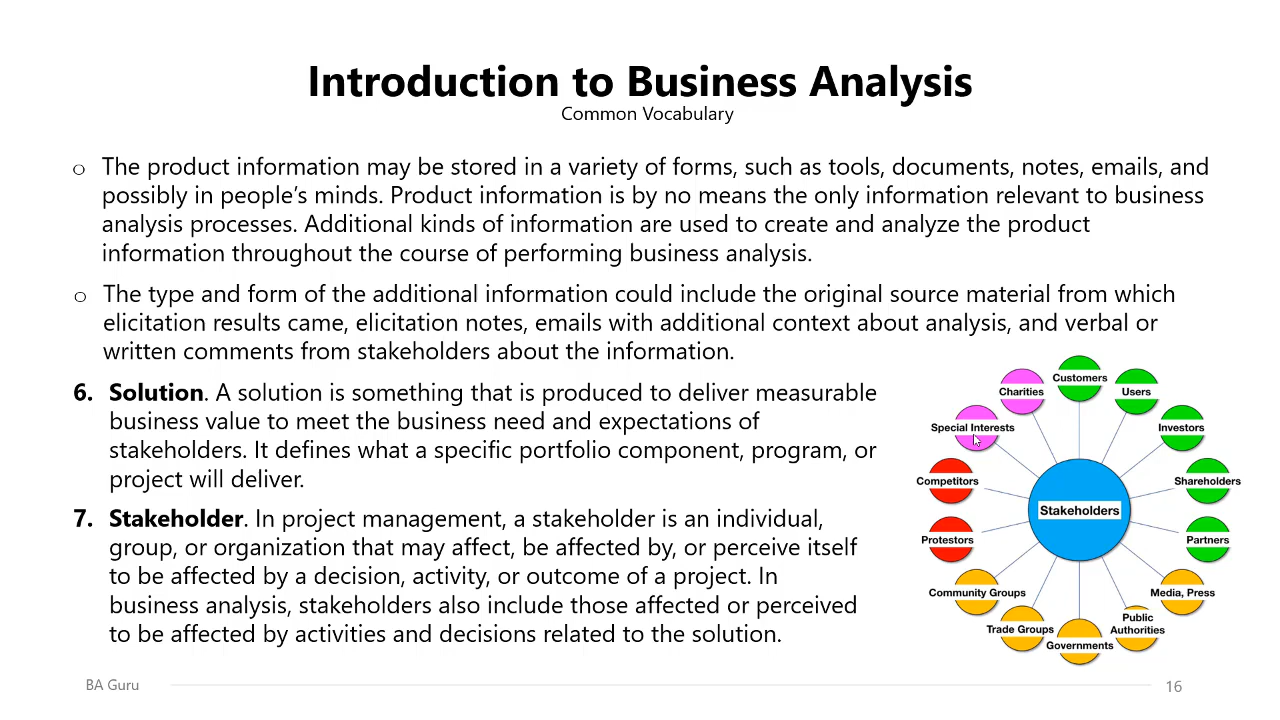 Introduction to Business Analysis
Common Vocabulary
o The product information may be stored in a variety of forms, such as tools, documents, notes, emails, and
possibly in people’s minds. Product information is by no means the only information relevant to business
analysis processes. Additional kinds of information are used to create and analyze the product
information throughout the course of performing business analysis.
o The type and form of the additional information could include the original source material from which
elicitation results came, elicitation notes, emails with additional context about analysis, and verbal or
written comments from stakeholders about the information.
6. Solution. A solution is something that is produced to deliver measurable
business value to meet the business need and expectations of
stakeholders. It defines what a specific portfolio component, program, or
project will deliver.
7. Stakeholder. In project management, a stakeholder is an individual,
group, or organization that may affect, be affected by, or perceive itself
to be affected by a decision, activity, or outcome of a project. In
business analysis, stakeholders also include those affected or perceived
to be affected by activities and decisions related to the solution.
Customers
Charities
Users
Special Interests
Investors
Competitors
Shareholders
Stakeholders
Protestors
Partners
Community Groups
Media, Press
Trade Groups
Public
Authorities
Governments
BA Guru
16